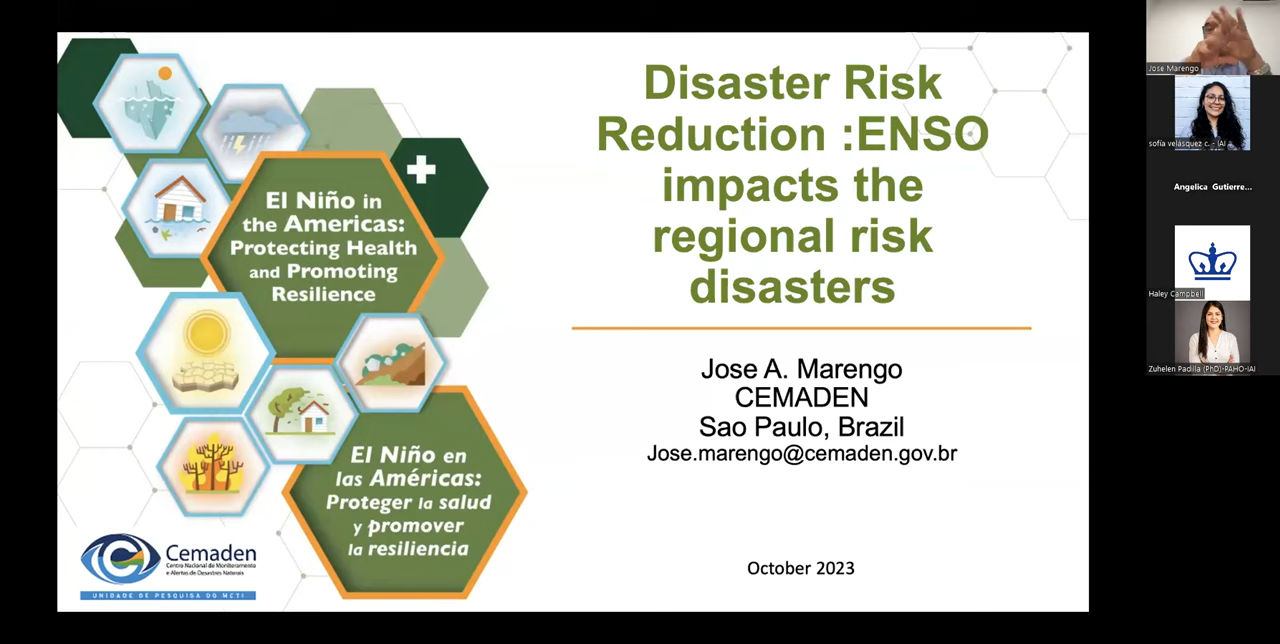 Disaster Risk
Reduction :ENSO
impacts the
regional risk
disasters
El Niño in
the Americas:
Protecting Health
and Promoting
Resilience
El Niño en
las Américas:
Proteger la salud
y promover
la resiliencia
Jose A. Marengo
CEMADEN
Sao Paulo, Brazil
Jose.marengo@cemaden.gov.br
October 2023
Cemaden
Centro Nacional de Monitoramento
e Alertas de Desastres Naturais
UNIDADE DE PESQUISA DO MCTI
Jose Marengo
sofía velásquez c. - IAI
Angelica Gutierre...
Haley Campbell
Zuhelen Padilla (PhD)-PAHO-IAI